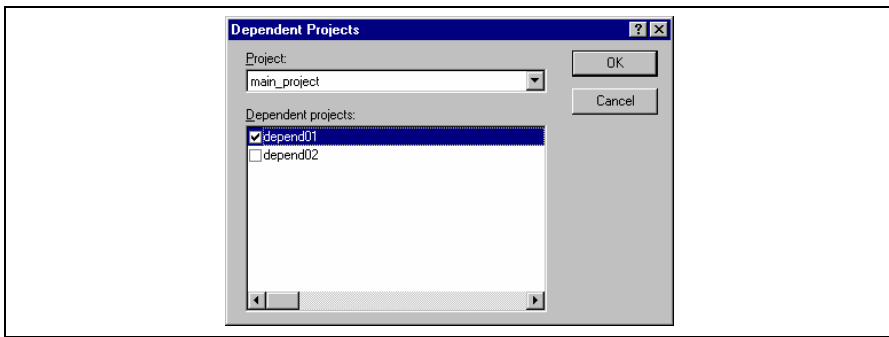 Dependent Projects
Project:
main_project
OK
Cancel
Dependent projects:
depend01
depend02